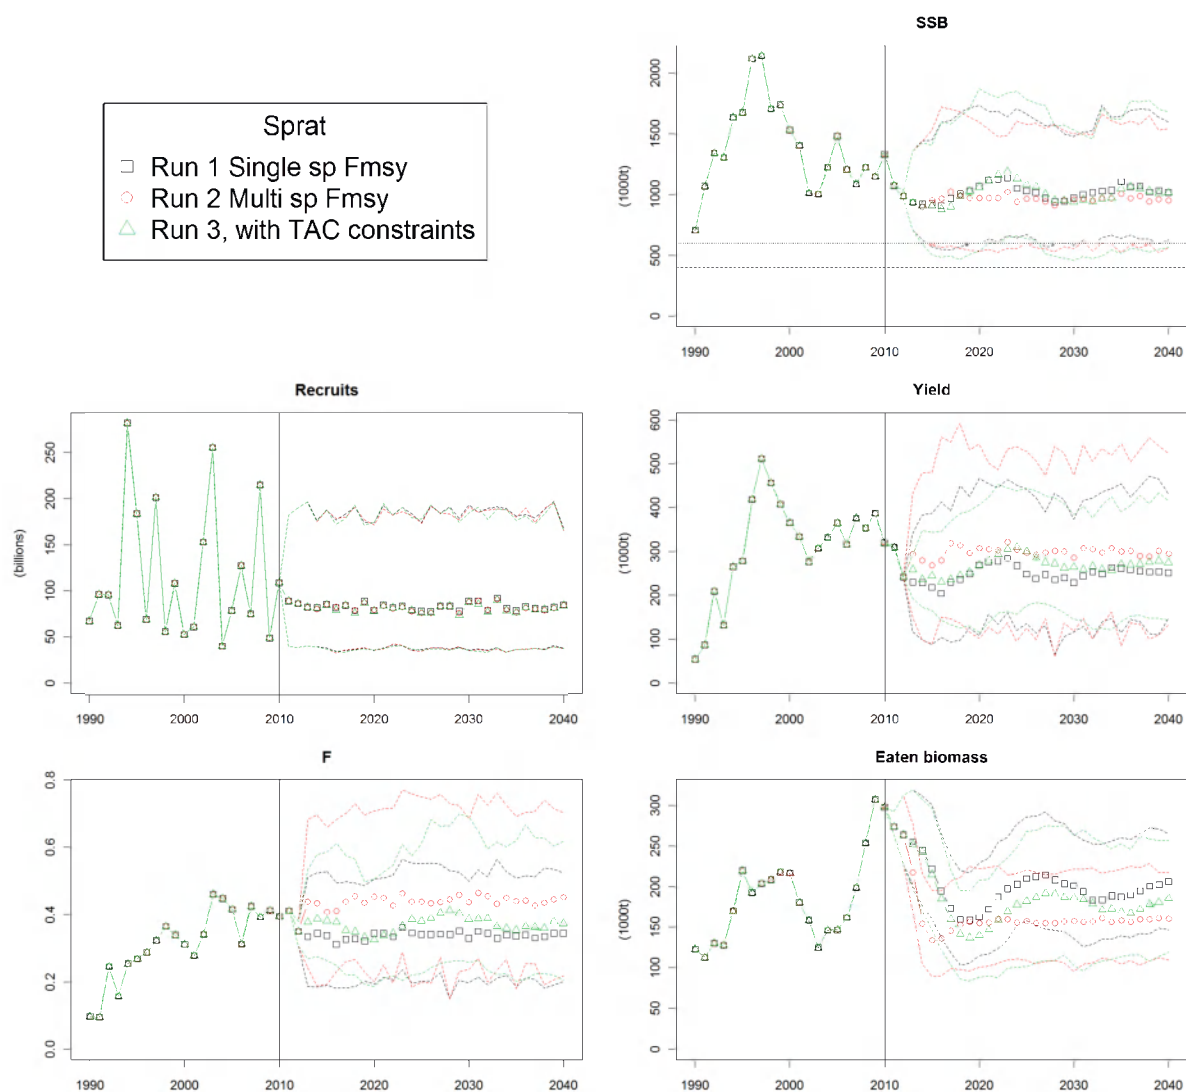 Sprat
Run 1 Single sp Fmsy
Run 2 Multi sp Fmsy
Run 3, with TAC constraints
SSB
(1000t)
0 500 1000 1500 2000
1990 2000 2010 2020 2030 2040
Recruits
(billions)
0 50 100 150 200 250
1990 2000 2010 2020 2030 2040
Yield
(1000t)
0 100 200 300 400 500 600
1990 2000 2010 2020 2030 2040
F
0.0 0.2 0.4 0.6 0.8
1990 2000 2010 2020 2030 2040
Eaten biomass
(1000t)
0 50 100 150 200 250 300
1990 2000 2010 2020 2030 2040